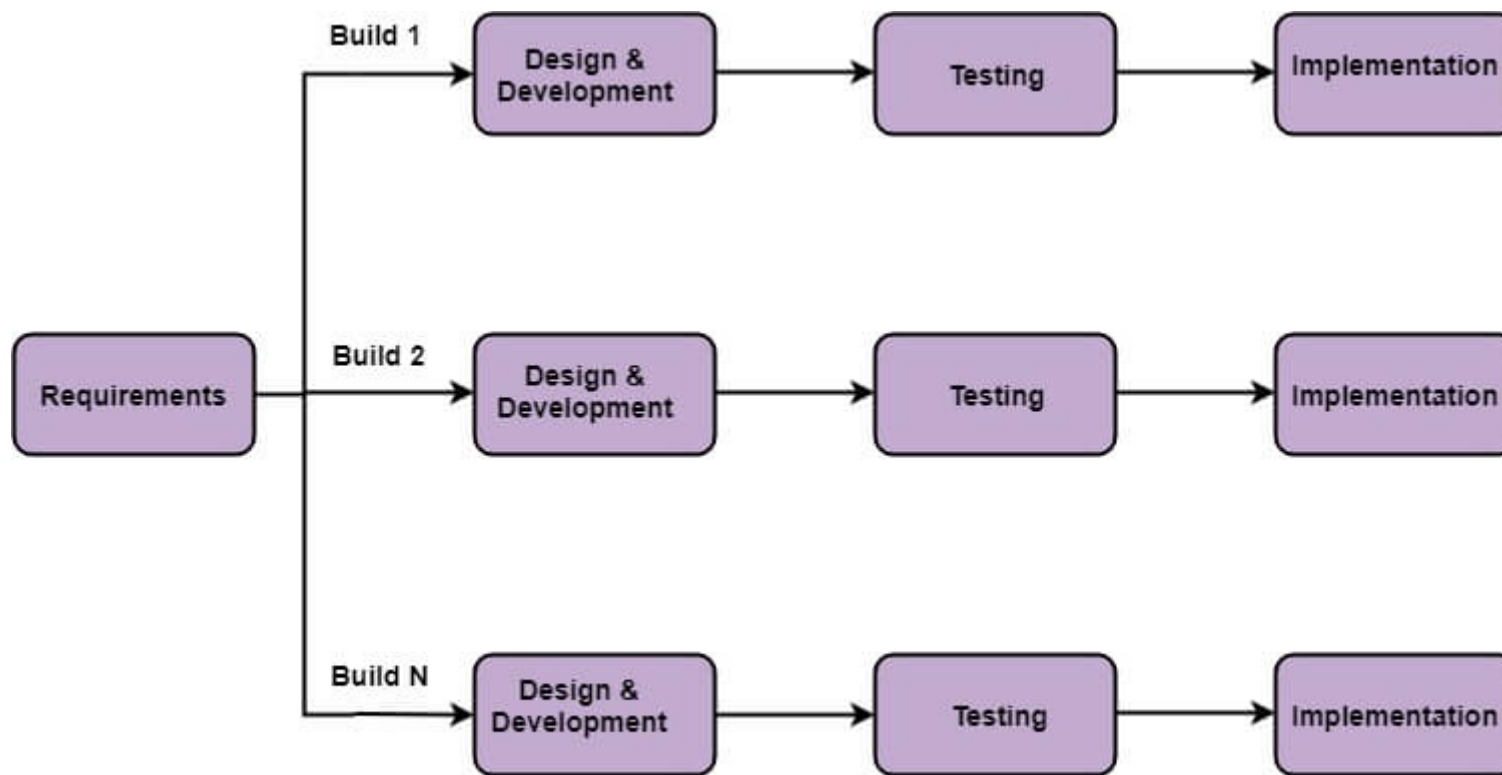 Build 1
Design &
Development
Testing
Implementation
Requirements
Build 2
Design &
Development
Testing
Implementation
Build N
Design &
Development
Testing
Implementation